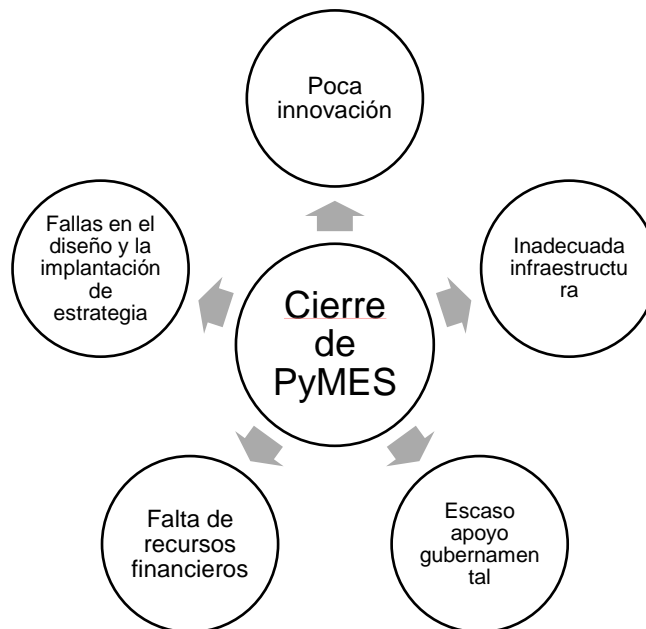 Poca
innovación
Fallas en el
diseño y la
implantación
de
estrategia
Inadecuada
infraestructu
ra
Cierre
de
PyMES
Falta de
recursos
financieros
Escaso
apoyo
gubernamen
tal